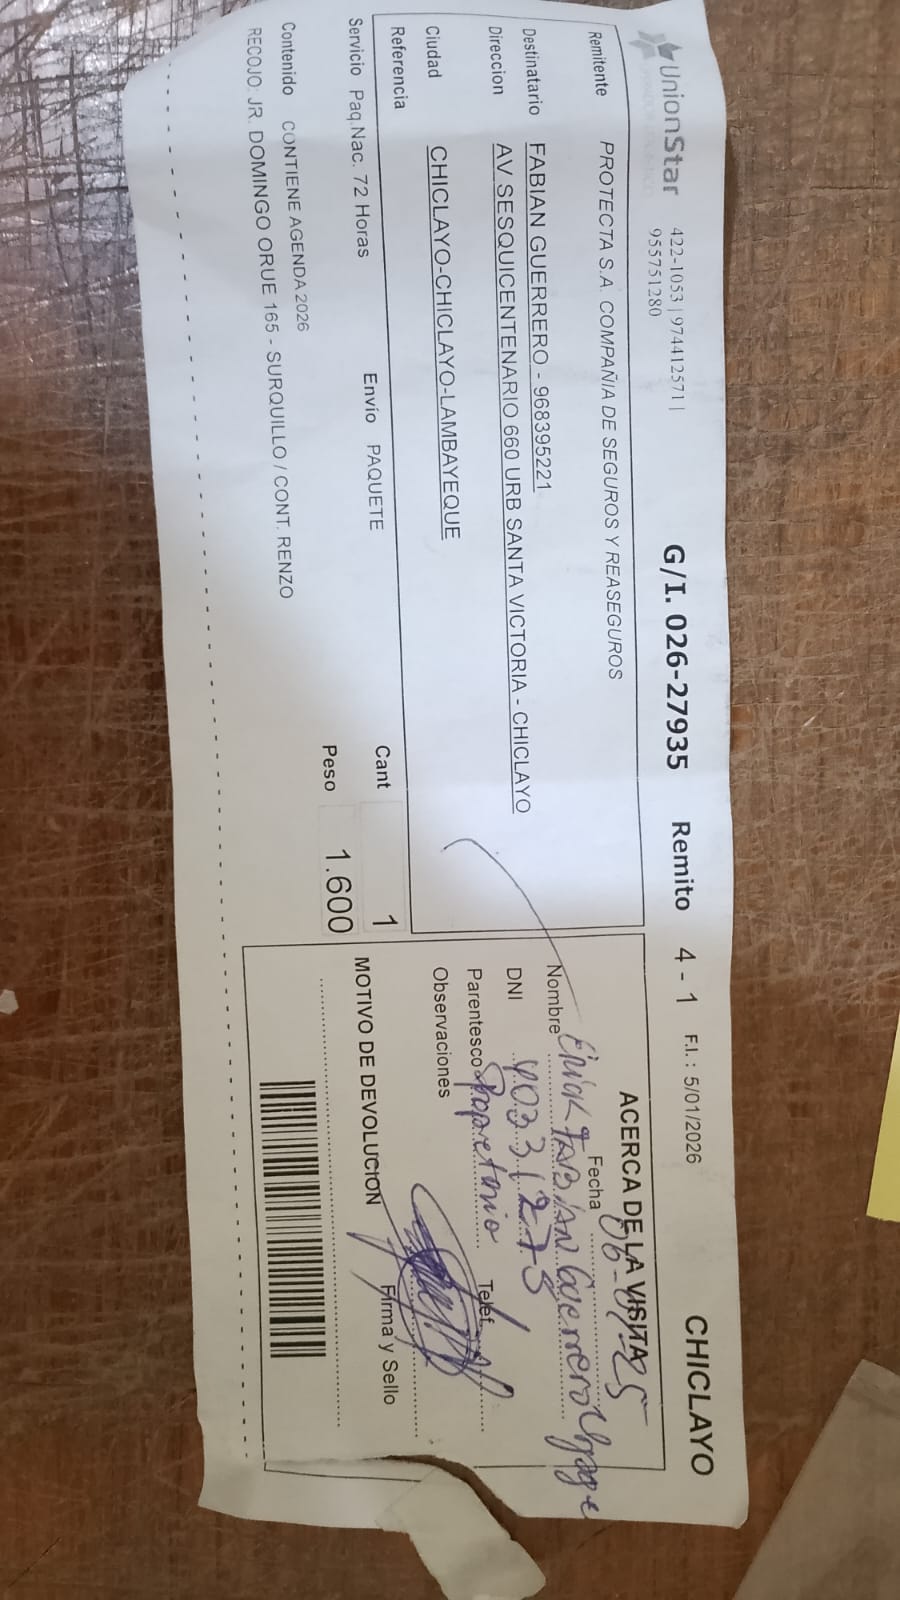 UnionStar 422-1053 | 974412571 | 955751280 G/I. 026-27935 Remito 4 - 1 F.I. : 5/01/2026 CHICLAYO
Remitente PROTECTA S.A. COMPAÑIA DE SEGUROS Y REASEGUROS
Destinatario FABIAN GUERRERO - 968395221
Direccion AV SESQUICENTENARIO 660 URB SANTA VICTORIA - CHICLAYO
Ciudad CHICLAYO-CHICLAYO-LAMBAYEQUE
Referencia
Servicio Paq.Nac. 72 Horas Envío PAQUETE Cant 1
Contenido CONTIENE AGENDA 2026 Peso 1.600
RECOJO: JR. DOMINGO ORUE 165 - SURQUILLO / CONT. RENZO
ACERCA DE LA VISITA
Fecha
Nombre Erick FABIAN Guerrero
DNI
Parentesco Propietario Telef.
Observaciones
Firma y Sello
MOTIVO DE DEVOLUCION